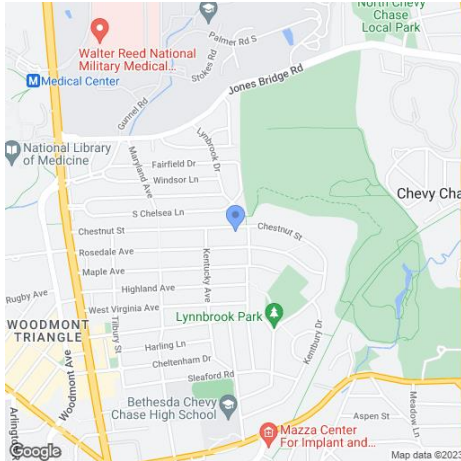 North Chevy
Chase
Local Park
Palmer Rd S
Walter Reed National
Military Medical...
Stokes Rd
Jones Bridge Rd
M Medical Center
Gunnel Rd
Lynbrook Dr
National Library
of Medicine
Maryland Ave
Fairfield Dr
Windsor Ln
Chevy Cha
S Chelsea Ln
Chestnut St
Chestnut St
Rosedale Ave
Kentucky Ave
Maple Ave
Rugby Ave
Highland Ave
West Virginia Ave
Lynnbrook Park
WOODMONT
TRIANGLE
Tilbury St
Harling Ln
Kentbury Dr
Woodmont Ave
Cheltenham Dr
Sleaford Rd
Bethesda Chevy
Chase High School
Meadow Ln
Aspen St
Arlington R
Mazza Center
For Implant and...
Google
Map data ©2023